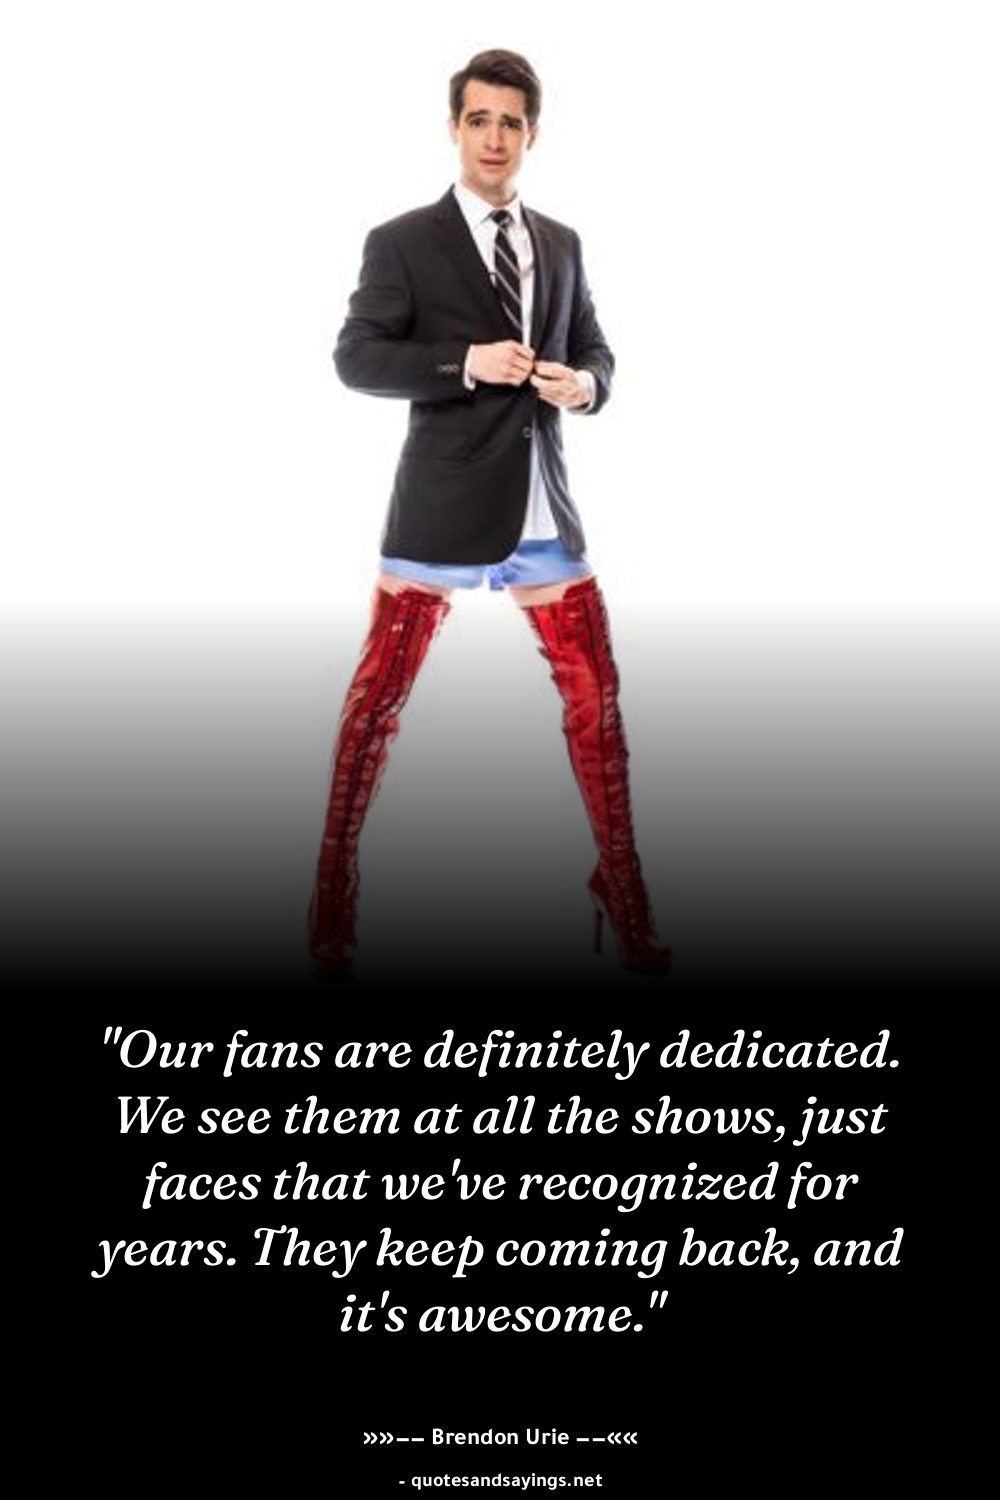 "Our fans are definitely dedicated.
We see them at all the shows, just
faces that we've recognized for
years. They keep coming back, and
it's awesome."
»»–– Brendon Urie ––««
- quotesandsayings.net